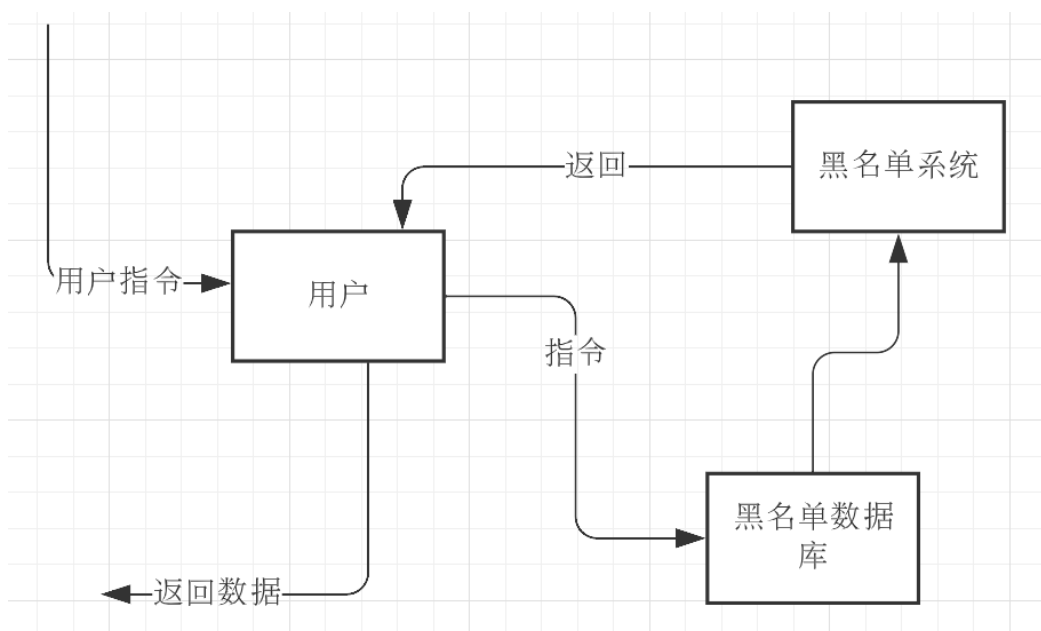 返回
黑名单系统
用户指令
用户
指令
黑名单数据
库
返回数据